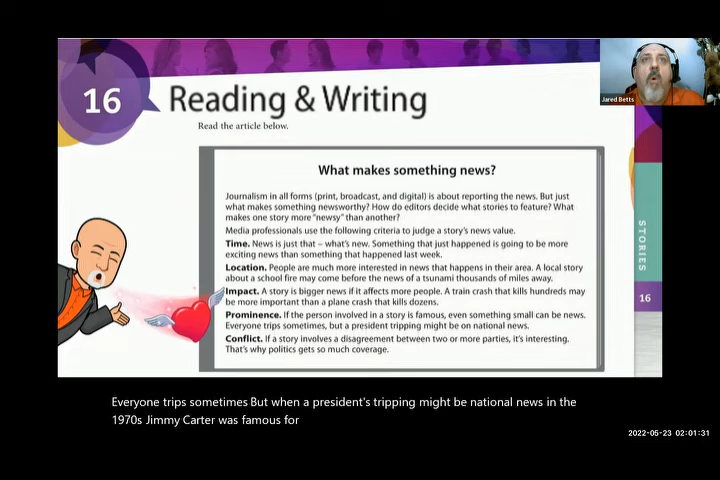 16
Reading & Writing
Read the article below.
Jared Betts
What makes something news?
Journalism in all forms (print, broadcast, and digital) is about reporting the news. But just
what makes something newsworthy? How do editors decide what stories to feature? What
makes one story more "newsy" than another?
Media professionals use the following criteria to judge a story's news value.
Time. News is just that – what's new. Something that just happened is going to be more
exciting news than something that happened last week.
Location. People are much more interested in news that happens in their area. A local story
about a school fire may come before the news of a tsunami thousands of miles away.
Impact. A story is bigger news if it affects more people. A train crash that kills hundreds may
be more important than a plane crash that kills dozens.
Prominence. If the person involved in a story is famous, even something small can be news.
Everyone trips sometimes, but a president tripping might be on national news.
Conflict. If a story involves a disagreement between two or more parties, it's interesting.
That's why politics gets so much coverage.
STORIES
16
Everyone trips sometimes But when a president's tripping might be national news in the
1970s Jimmy Carter was famous for
2022-05-23 02:01:31